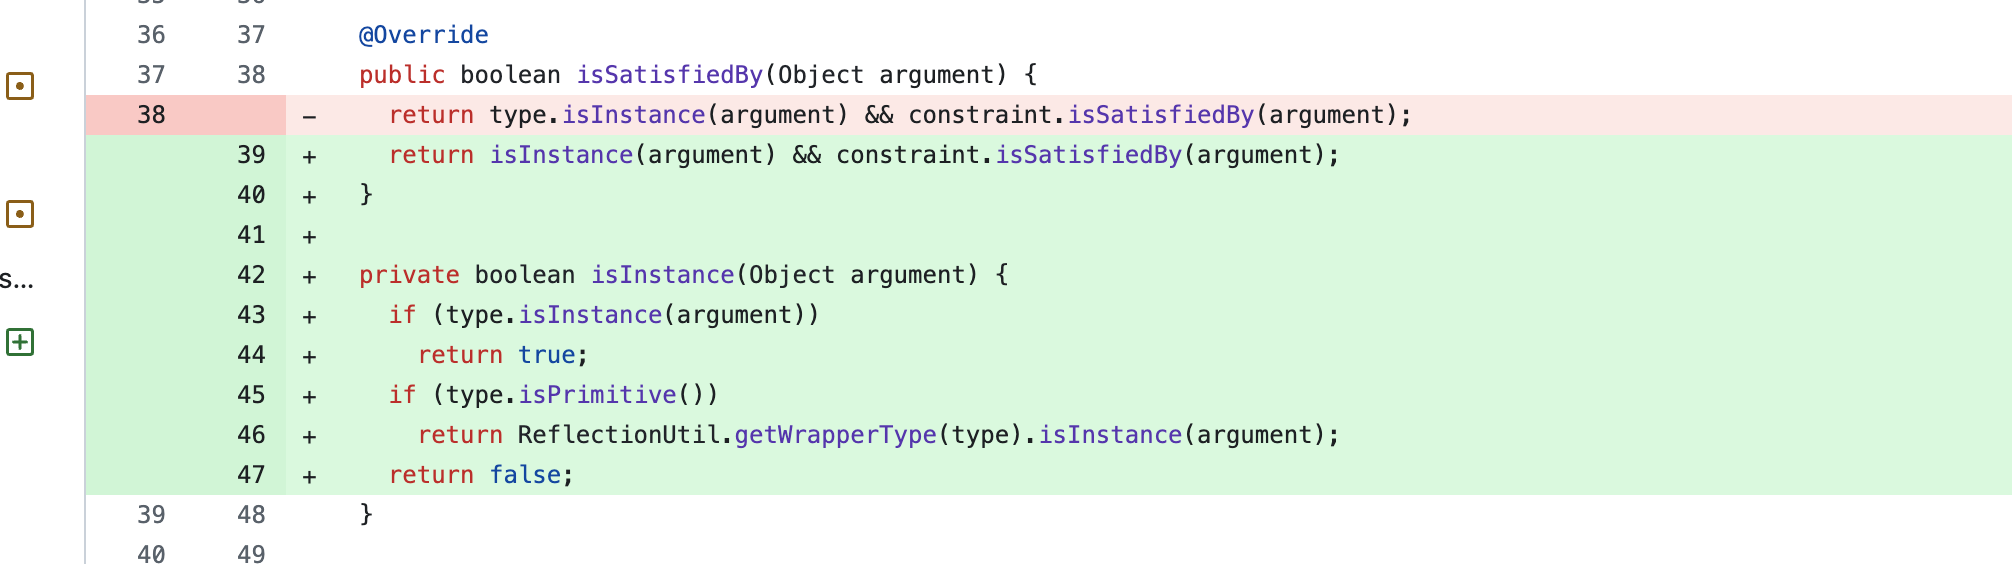 36 37 @Override
37 38 public boolean isSatisfiedBy(Object argument) {
38 - return type.isInstance(argument) && constraint.isSatisfiedBy(argument);
39 + return isInstance(argument) && constraint.isSatisfiedBy(argument);
40 + }
41 +
42 + private boolean isInstance(Object argument) {
43 + if (type.isInstance(argument))
s...
44 + return true;
45 + if (type.isPrimitive())
46 + return ReflectionUtil.getWrapperType(type).isInstance(argument);
47 + return false;
39 48 }
40 49